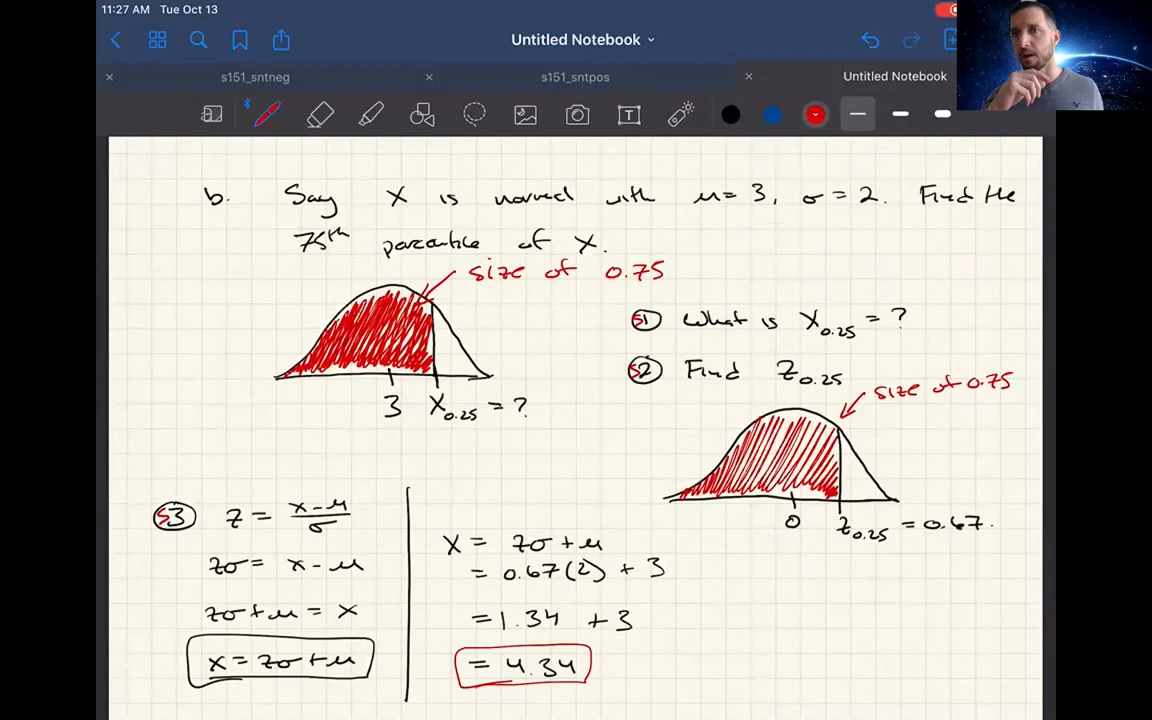 11:27 AM Tue Oct 13
Untitled Notebook
s151_sntneg
s151_sntpos
Untitled Notebook
b. Say X is normal with μ = 3, σ = 2. Find the
75th percentile of X.
size of 0.75
3 X0.25 = ?
S1 What is X0.25 = ?
S2 Find Z0.25
size of 0.75
0 Z0.25 = 0.67.
S3 z = x-μ/σ
zσ = x - μ
zσ + μ = x
x = zσ + μ
X = zσ + μ
= 0.67(2) + 3
= 1.34 + 3
= 4.34